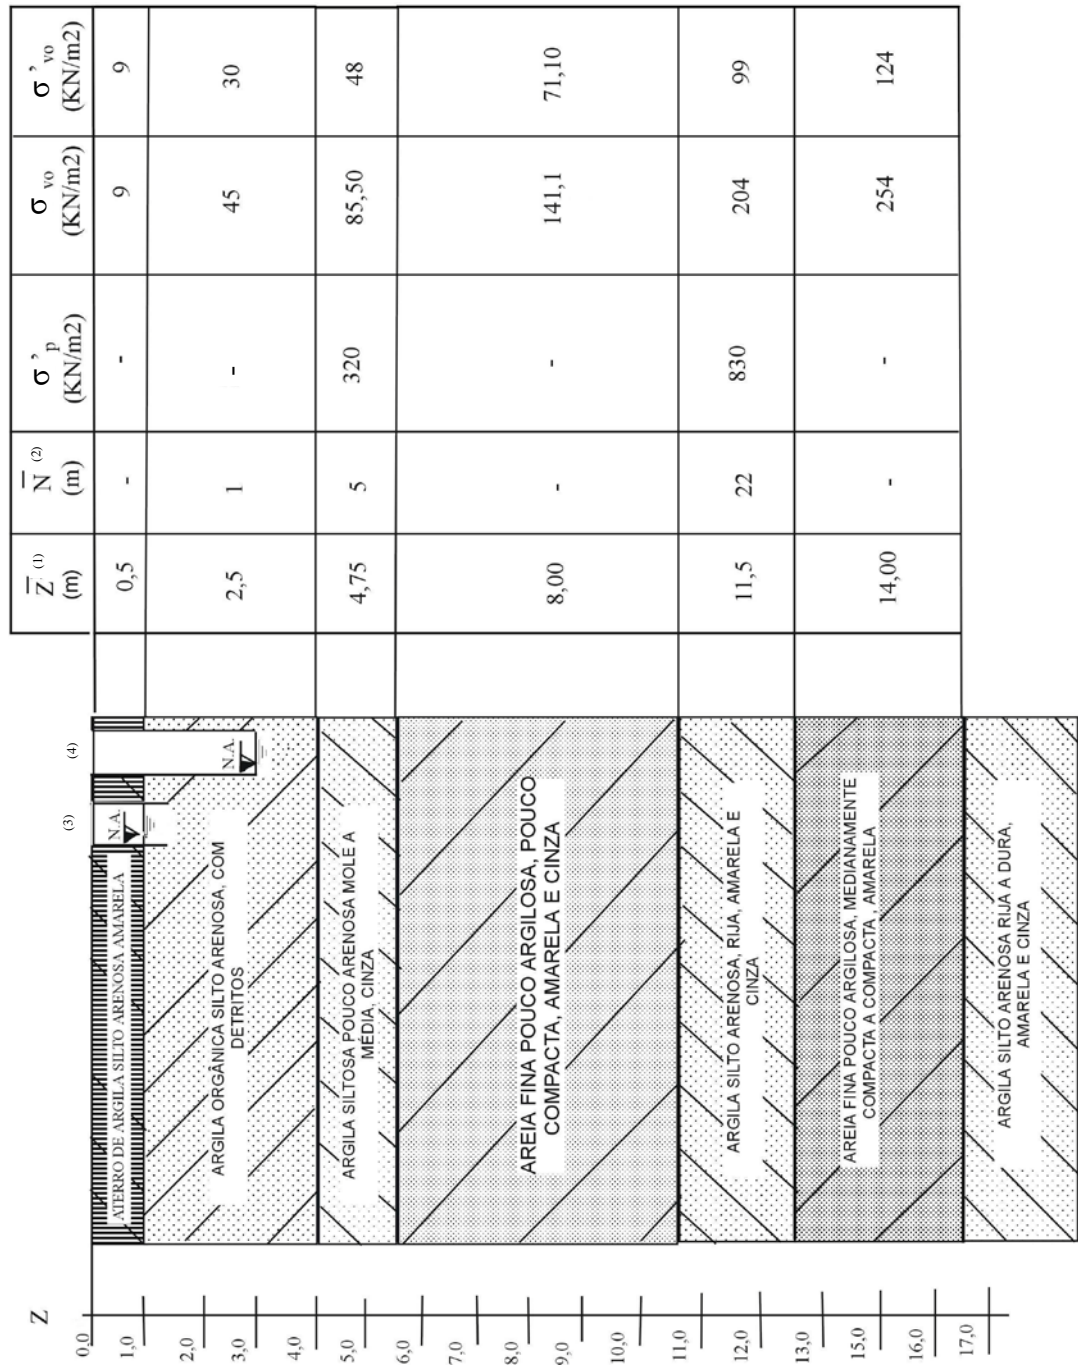 Z̅ (1)
(m)
N̅ (2)
(m)
σ'p
(KN/m2)
σvo
(KN/m2)
σ'vo
(KN/m2)
0,5 - - 9 9
2,5 1 - 45 30
4,75 5 320 85,50 48
8,00 - - 141,1 71,10
11,5 22 830 204 99
14,00 - - 254 124
Z
0,0
1,0
2,0
3,0
4,0
5,0
6,0
7,0
8,0
9,0
10,0
11,0
12,0
13,0
15,0
16,0
17,0
(3)
(4)
N.A.
N.A.
ATERRO DE ARGILA SILTO ARENOSA AMARELA
ARGILA ORGÂNICA SILTO ARENOSA, COM
DETRITOS
ARGILA SILTOSA POUCO ARENOSA MOLE A
MÉDIA, CINZA
AREIA FINA POUCO ARGILOSA, POUCO
COMPACTA, AMARELA E CINZA
ARGILA SILTO ARENOSA, RIJA, AMARELA E
CINZA
AREIA FINA POUCO ARGILOSA, MEDIANAMENTE
COMPACTA A COMPACTA , AMARELA
ARGILA SILTO ARENOSA RIJA A DURA,
AMARELA E CINZA